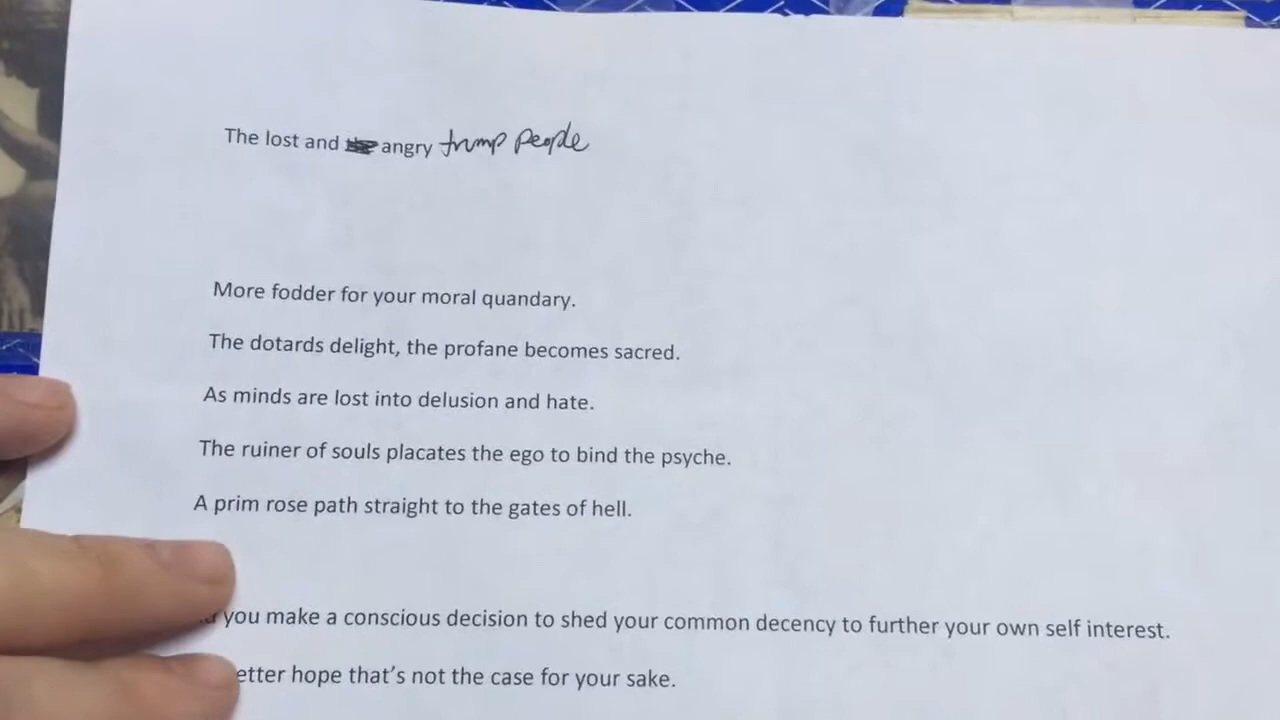 The lost and angry trump people
More fodder for your moral quandary.
The dotards delight, the profane becomes sacred.
As minds are lost into delusion and hate.
The ruiner of souls placates the ego to bind the psyche.
A prim rose path straight to the gates of hell.
you make a conscious decision to shed your common decency to further your own self interest.
etter hope that’s not the case for your sake.